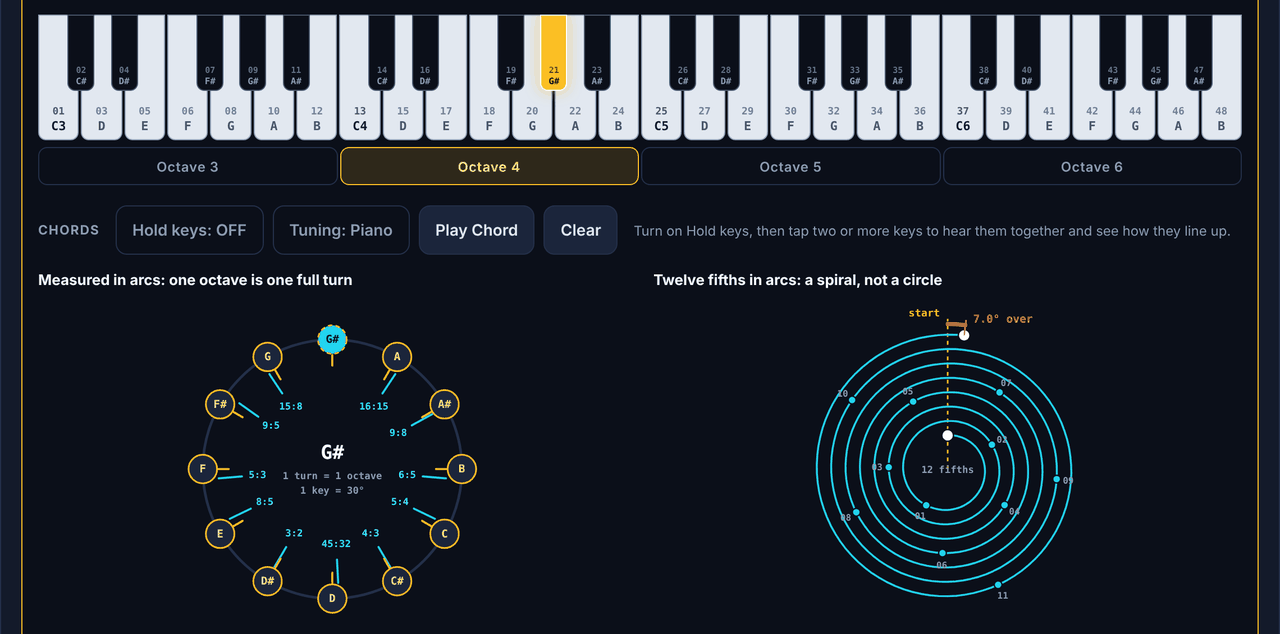 02 04 07 09 11 14 16 19 21 23 26 28 31 33 35 38 40 43 45 47
C# D# F# G# A# C# D# F# G# A# C# D# F# G# A# C# D# F# G# A#
01 03 05 06 08 10 12 13 15 17 18 20 22 24 25 27 29 30 32 34 36 37 39 41 42 44 46 48
C3 D E F G A B C4 D E F G A B C5 D E F G A B C6 D E F G A B
Octave 3 Octave 4 Octave 5 Octave 6
CHORDS Hold keys: OFF Tuning: Piano Play Chord Clear Turn on Hold keys, then tap two or more keys to hear them together and see how they line up.
Measured in arcs: one octave is one full turn
G#
G A
15:8 16:15
F# A#
9:5 9:8
G#
F 5:3 1 turn = 1 octave 6:5 B
1 key = 30°
8:5 5:4
E C
3:2 45:32 4:3
D# C#
D
Twelve fifths in arcs: a spiral, not a circle
start 7.0° over
10 05 07
02
03 12 fifths 09
08 01 04
06
11